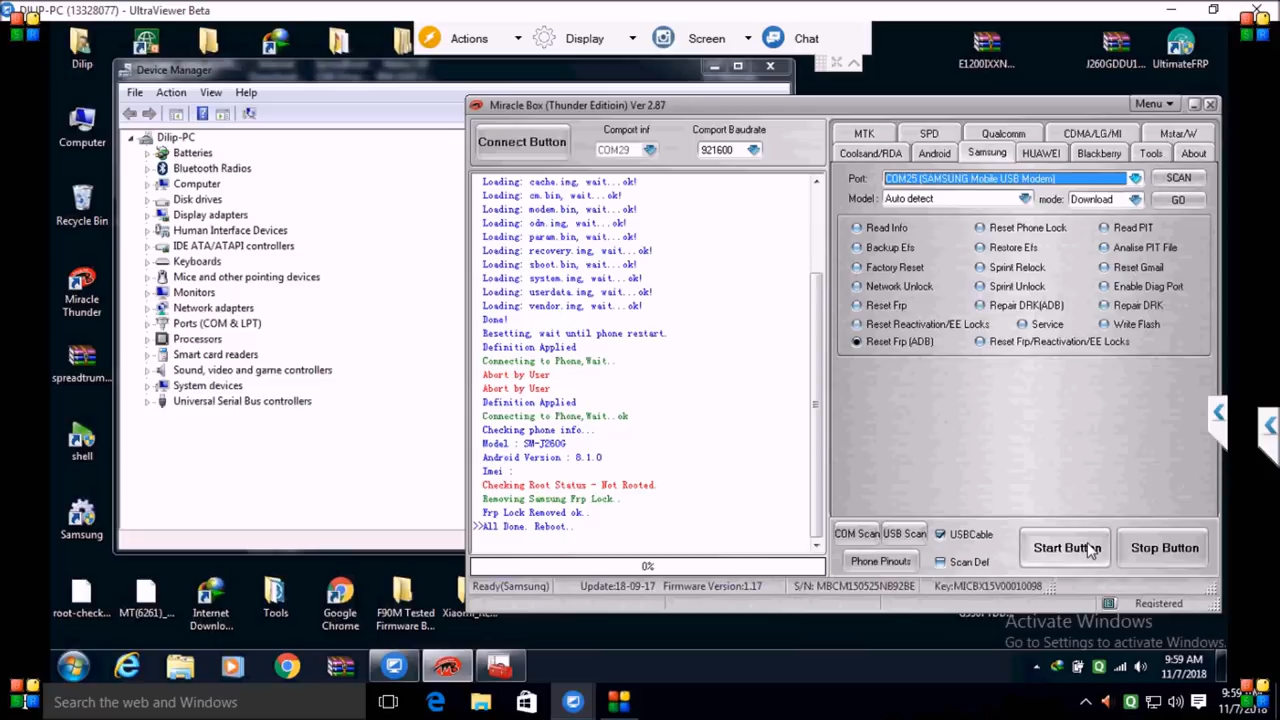 DILIP-PC (13328077) - UltraViewer Beta
Actions
Display
Screen
Chat
Dilip
E1200IXXN...
J260GDDU1...
UltimateFRP
Device Manager
File Action View Help
Dilip-PC
Batteries
Bluetooth Radios
Computer
Disk drives
Display adapters
Human Interface Devices
IDE ATA/ATAPI controllers
Keyboards
Mice and other pointing devices
Monitors
Network adapters
Ports (COM & LPT)
Processors
Smart card readers
Sound, video and game controllers
System devices
Universal Serial Bus controllers
Computer
Recycle Bin
Miracle
Thunder
spreadtrum...
shell
Samsung
Miracle Box (Thunder Editioin) Ver 2.87
Menu
Connect Button
Comport inf
COM29
Comport Baudrate
921600
Loading: cache.img, wait...ok!
Loading: cm.bin, wait...ok!
Loading: modem.bin, wait...ok!
Loading: odm.img, wait...ok!
Loading: param.bin, wait...ok!
Loading: recovery.img, wait...ok!
Loading: sboot.bin, wait...ok!
Loading: system.img, wait...ok!
Loading: userdata.img, wait...ok!
Loading: vendor.img, wait...ok!
Done!
Resetting, wait until phone restart.
Definition Applied
Connecting to Phone,Wait..
Abort by User
Abort by User
Definition Applied
Connecting to Phone,Wait..ok
Checking phone info...
Model : SM-J260G
Android Version : 8.1.0
Imei :
Checking Root Status - Not Rooted.
Removing Samsung Frp Lock..
Frp Lock Removed ok..
>>All Done. Reboot..
0%
MTK SPD Qualcomm CDMA/LG/MI Mstar/W
Coolsand/RDA Android Samsung HUAWEI Blackberry Tools About
Port: COM25 (SAMSUNG Mobile USB Modem) SCAN
Model: Auto detect mode: Download GO
Read Info Reset Phone Lock Read PIT
Backup Efs Restore Efs Analise PIT File
Factory Reset Sprint Relock Reset Gmail
Network Unlock Sprint Unlock Enable Diag Port
Reset Frp Repair DRK(ADB) Repair DRK
Reset Reactivation/EE Locks Service Write Flash
Reset Frp (ADB) Reset Frp/Reactivation/EE Locks
COM Scan USB Scan USBCable
Phone Pinouts Scan Def
Start Button
Stop Button
Ready(Samsung) Update:18-09-17 Firmware Version:1.17 S/N: MBCM150525NB92BE Key:MICBX15V00010098
Registered
root-check...
MT(6261)_...
Internet
Downlo...
Tools
Google
Chrome
F90M Tested
Firmware B...
Activate Windows
Go to Settings to activate Windows.
9:59 AM
11/7/2018
Search the web and Windows